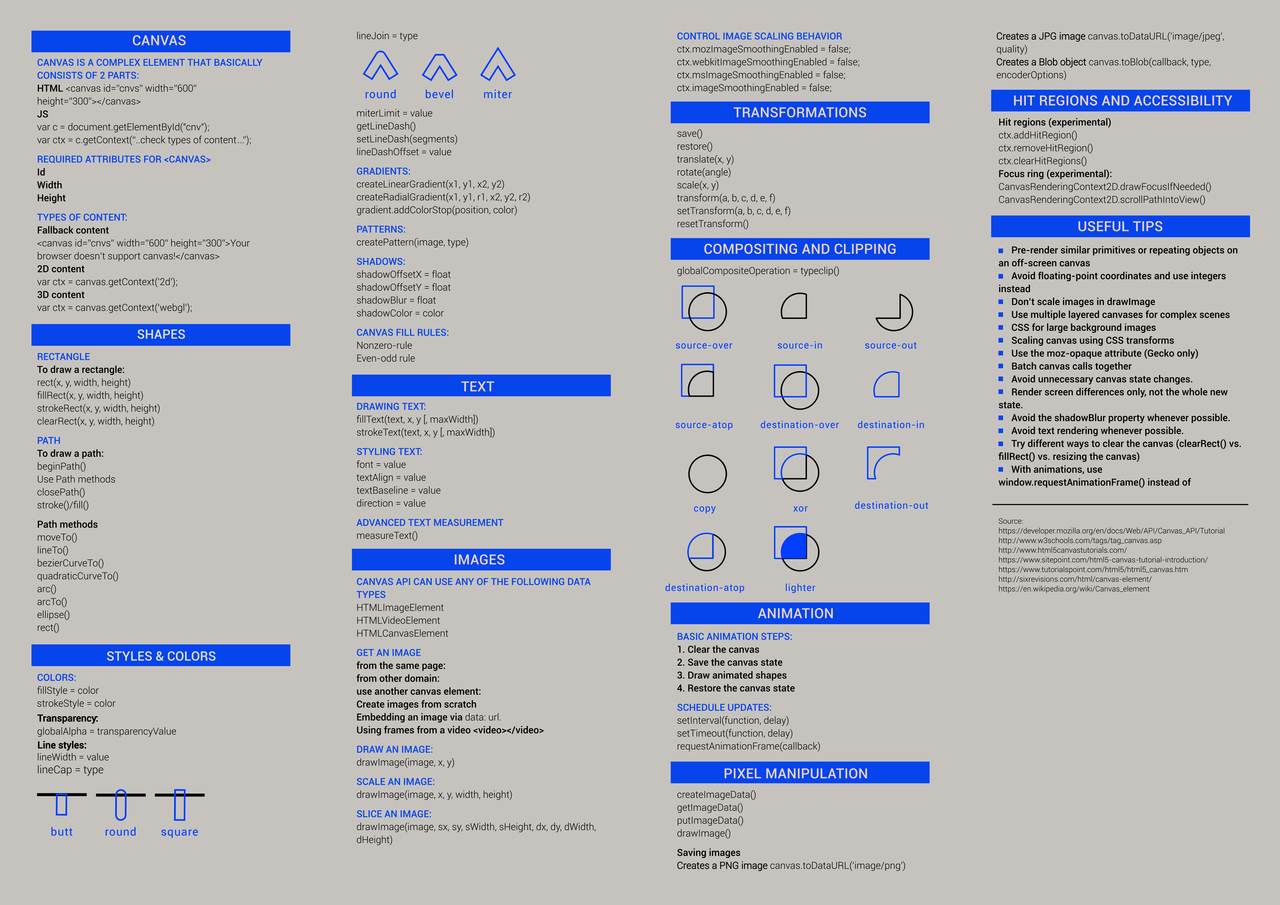 CANVAS
CANVAS IS A COMPLEX ELEMENT THAT BASICALLY
CONSISTS OF 2 PARTS:
HTML <canvas id="cnvs" width="600"
height="300"></canvas>
JS
var c = document.getElementById("cnv");
var ctx = c.getContext("..check types of content ..");
REQUIRED ATTRIBUTES FOR <CANVAS>
Id
Width
Height
TYPES OF CONTENT:
Fallback content
<canvas id="cnvs" width="600" height="300">Your
browser doesn't support canvas!</canvas>
2D content
var ctx = canvas.getContext('2d');
3D content
var ctx = canvas.getContext('webgl');
SHAPES
RECTANGLE
To draw a rectangle:
rect(x, y, width, height)
fillRect(x, y, width, height)
strokeRect(x, y, width, height)
clearRect(x, y, width, height)
PATH
To draw a path:
beginPath()
Use Path methods
closePath()
stroke()/fill()
Path methods
moveTo()
lineTo()
bezierCurveTo()
quadraticCurveTo()
arc()
arcTo()
ellipse()
rect()
STYLES & COLORS
COLORS:
fillStyle = color
strokeStyle = color
Transparency:
globalAlpha = transparencyValue
Line styles:
lineWidth = value
lineCap = type
butt round square
lineJoin = type
round bevel miter
miterLimit = value
getLineDash()
setLineDash(segments)
lineDashOffset = value
GRADIENTS:
createLinearGradient(x1, y1, x2, y2)
createRadialGradient(x1, y1, r1, x2, y2, r2)
gradient.addColorStop(position, color)
PATTERNS:
createPattern(image, type)
SHADOWS:
shadowOffsetX = float
shadowOffsetY = float
shadowBlur = float
shadowColor = color
CANVAS FILL RULES:
Nonzero-rule
Even-odd rule
TEXT
DRAWING TEXT:
fillText(text, x, y [, maxWidth])
strokeText(text, x, y [, maxWidth])
STYLING TEXT:
font = value
textAlign = value
textBaseline = value
direction = value
ADVANCED TEXT MEASUREMENT
measureText()
IMAGES
CANVAS API CAN USE ANY OF THE FOLLOWING DATA
TYPES
HTMLImageElement
HTMLVideoElement
HTMLCanvasElement
GET AN IMAGE
from the same page:
from other domain:
use another canvas element:
Create images from scratch
Embedding an image via data: url.
Using frames from a video <video></video>
DRAW AN IMAGE:
drawImage(image, x, y)
SCALE AN IMAGE:
drawImage(image, x, y, width, height)
SLICE AN IMAGE:
drawImage(image, sx, sy, sWidth, sHeight, dx, dy, dWidth,
dHeight)
CONTROL IMAGE SCALING BEHAVIOR
ctx.mozImageSmoothingEnabled = false;
ctx.webkitImageSmoothingEnabled = false;
ctx.msImageSmoothingEnabled = false;
ctx.imageSmoothingEnabled = false;
TRANSFORMATIONS
save()
restore()
translate(x, y)
rotate(angle)
scale(x, y)
transform(a, b, c, d, e, f)
setTransform(a, b, c, d, e, f)
resetTransform()
COMPOSITING AND CLIPPING
globalCompositeOperation = typeclip()
source-over source-in source-out
source-atop destination-over destination-in
copy xor destination-out
destination-atop lighter
ANIMATION
BASIC ANIMATION STEPS:
1. Clear the canvas
2. Save the canvas state
3. Draw animated shapes
4. Restore the canvas state
SCHEDULE UPDATES:
setInterval(function, delay)
setTimeout(function, delay)
requestAnimationFrame(callback)
PIXEL MANIPULATION
createImageData()
getImageData()
putImageData()
drawImage()
Saving images
Creates a PNG image canvas.toDataURL('image/png')
Creates a JPG image canvas.toDataURL('image/jpeg',
quality)
Creates a Blob object canvas.toBlob(callback, type,
encoderOptions)
HIT REGIONS AND ACCESSIBILITY
Hit regions (experimental)
ctx.addHitRegion()
ctx.removeHitRegion()
ctx.clearHitRegions()
Focus ring (experimental):
CanvasRenderingContext2D.drawFocusIfNeeded()
CanvasRenderingContext2D.scrollPathIntoView()
USEFUL TIPS
Pre-render similar primitives or repeating objects on
an off-screen canvas
Avoid floating-point coordinates and use integers
instead
Don't scale images in drawImage
Use multiple layered canvases for complex scenes
CSS for large background images
Scaling canvas using CSS transforms
Use the moz-opaque attribute (Gecko only)
Batch canvas calls together
Avoid unnecessary canvas state changes.
Render screen differences only, not the whole new
state.
Avoid the shadowBlur property whenever possible.
Avoid text rendering whenever possible.
Try different ways to clear the canvas (clearRect() vs.
fillRect() vs. resizing the canvas)
With animations, use
window.requestAnimationFrame() instead of
Source:
https://developer.mozilla.org/en/docs/Web/API/Canvas_API/Tutorial
http://www.w3schools.com/tags/tag_canvas.asp
http://www.html5canvastutorials.com/
https://www.sitepoint.com/html5-canvas-tutorial-introduction/
https://www.tutorialspoint.com/html5/html5_canvas.htm
http://sixrevisions.com/html/canvas-element/
https://en.wikipedia.org/wiki/Canvas_element